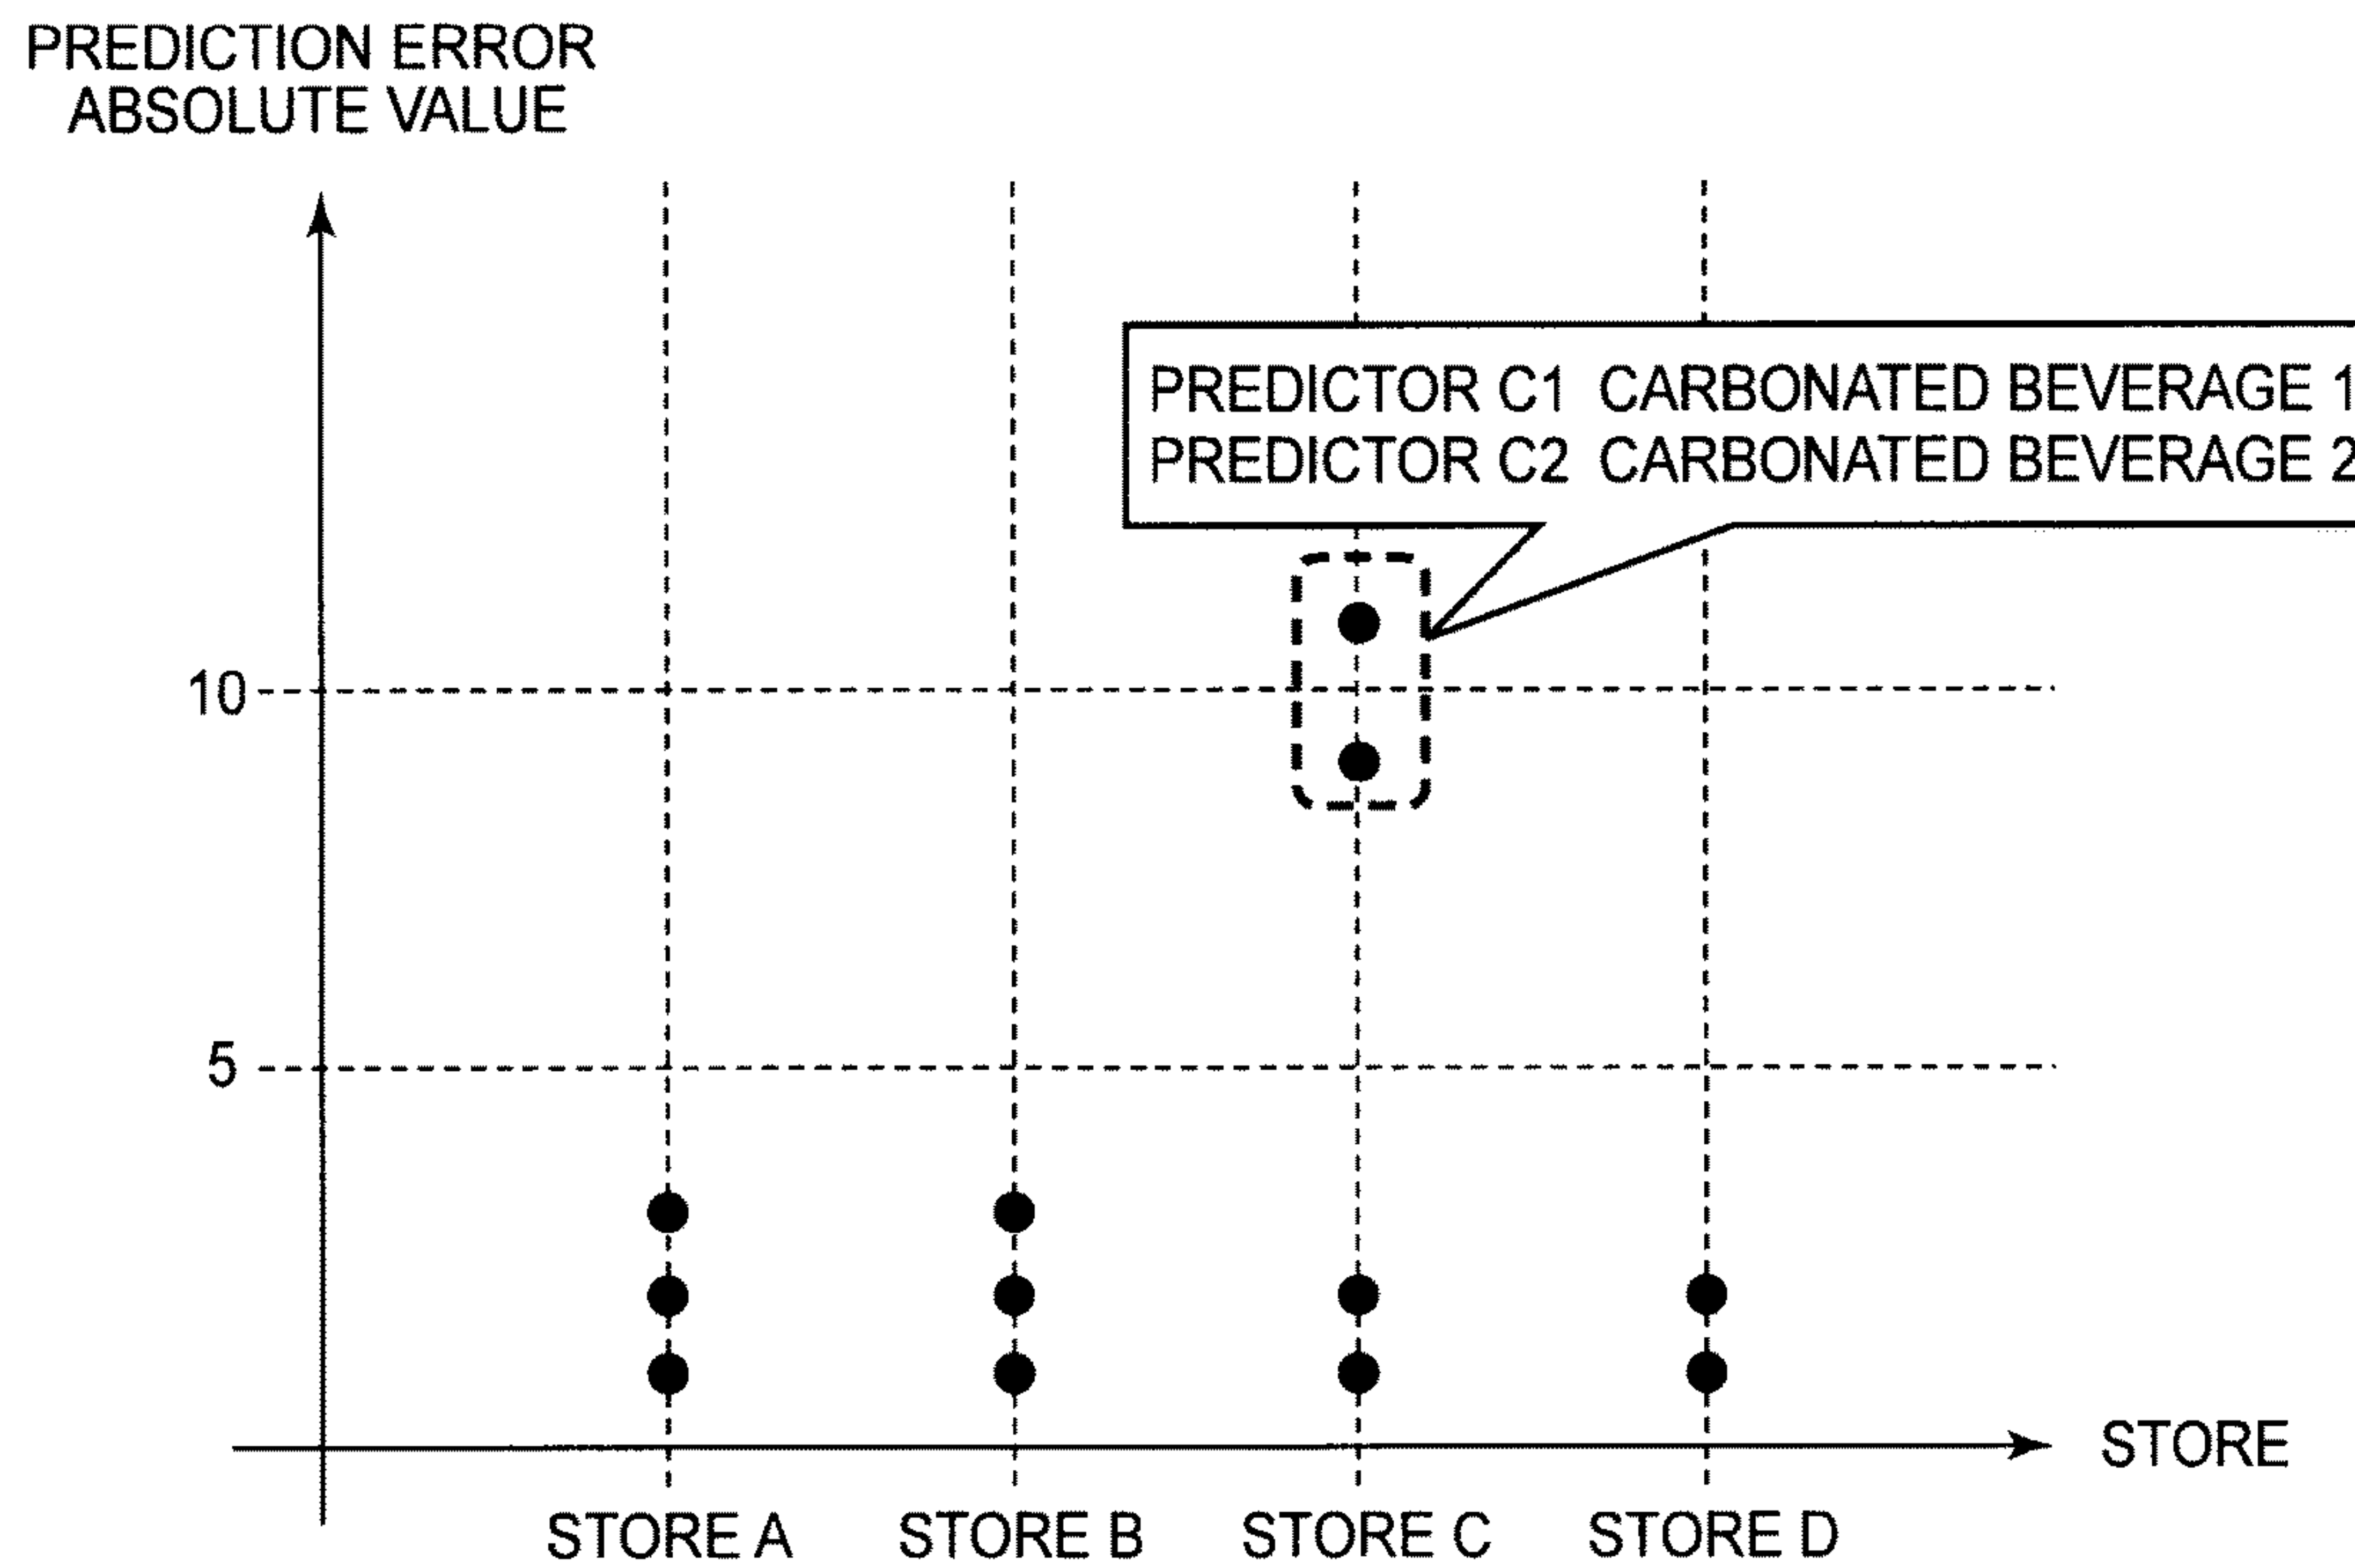 PREDICTION ERROR
ABSOLUTE VALUE
PREDICTOR C1 CARBONATED BEVERAGE 1
PREDICTOR C2 CARBONATED BEVERAGE 2
10
5
STORE
STORE A STORE B STORE C STORE D